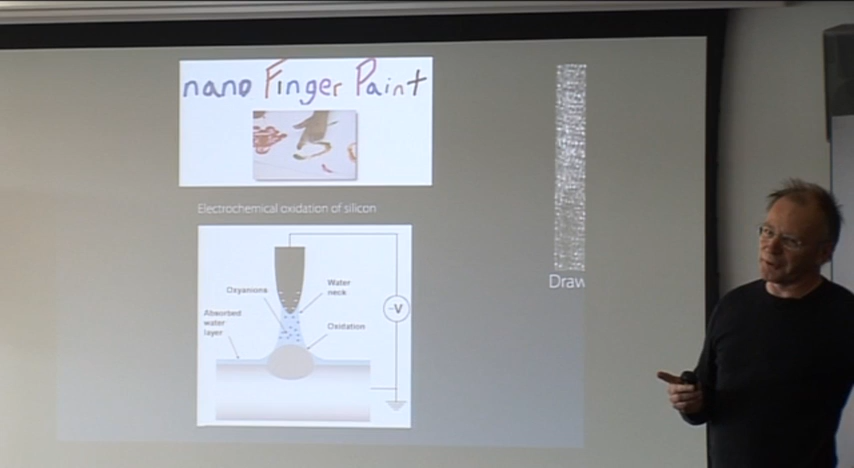 nano Finger Paint
Electrochemical oxidation of silicon
Oxyanions
Water
neck
Absorbed
water
layer
-V
Oxidation
Draw